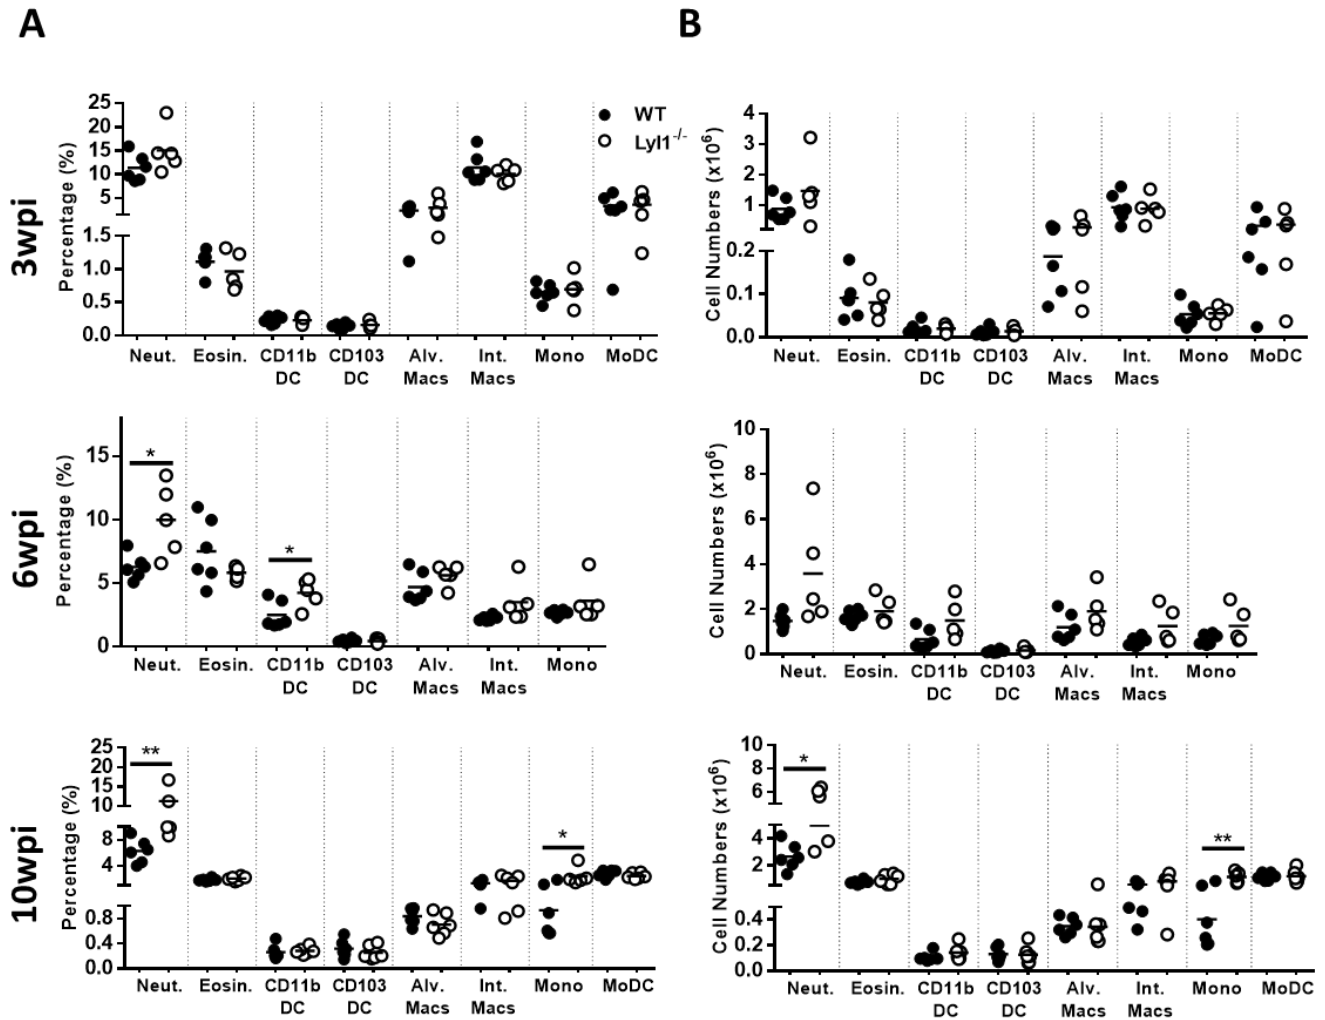 A
B
3wpi
Percentage (%)
25
20
15
10
5
1.5
1.0
0.5
0.0
WT
Lyl1-/-
Neut.
Eosin.
CD11b
DC
CD103
DC
Alv.
Macs
Int.
Macs
Mono
MoDC
Cell Numbers (x10⁶)
4
3
2
1
0.2
0.1
0.0
Neut.
Eosin.
CD11b
DC
CD103
DC
Alv.
Macs
Int.
Macs
Mono
MoDC
6wpi
Percentage (%)
15
10
5
0
*
*
Neut.
Eosin.
CD11b
DC
CD103
DC
Alv.
Macs
Int.
Macs
Mono
Cell Numbers (x10⁶)
10
8
6
4
2
0
Neut.
Eosin.
CD11b
DC
CD103
DC
Alv.
Macs
Int.
Macs
Mono
10wpi
Percentage (%)
25
20
15
10
8
4
0.8
0.4
0.0
**
*
Neut.
Eosin.
CD11b
DC
CD103
DC
Alv.
Macs
Int.
Macs
Mono
MoDC
Cell Numbers (x10⁶)
10
8
6
4
2
0.4
0.2
0.0
*
**
Neut.
Eosin.
CD11b
DC
CD103
DC
Alv.
Macs
Int.
Macs
Mono
MoDC